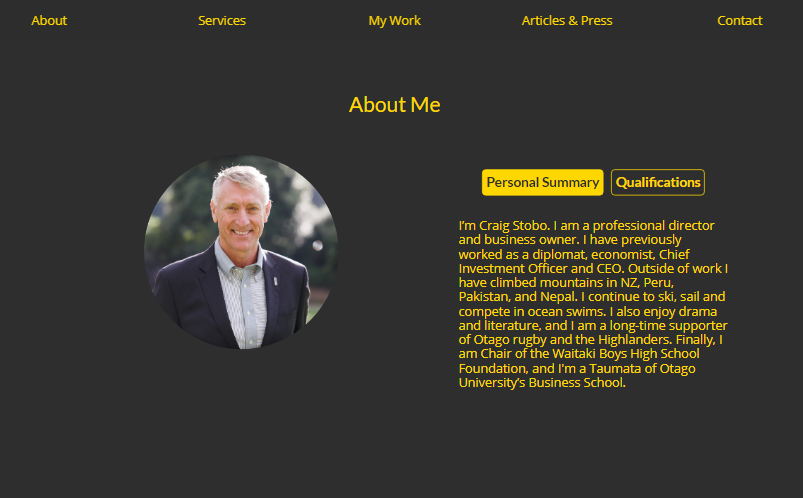 About Services My Work Articles & Press Contact
About Me
Personal Summary Qualifications
I’m Craig Stobo. I am a professional director
and business owner. I have previously
worked as a diplomat, economist, Chief
Investment Officer and CEO. Outside of work I
have climbed mountains in NZ, Peru,
Pakistan, and Nepal. I continue to ski, sail and
compete in ocean swims. I also enjoy drama
and literature, and I am a long-time supporter
of Otago rugby and the Highlanders. Finally, I
am Chair of the Waitaki Boys High School
Foundation, and I'm a Taumata of Otago
University’s Business School.